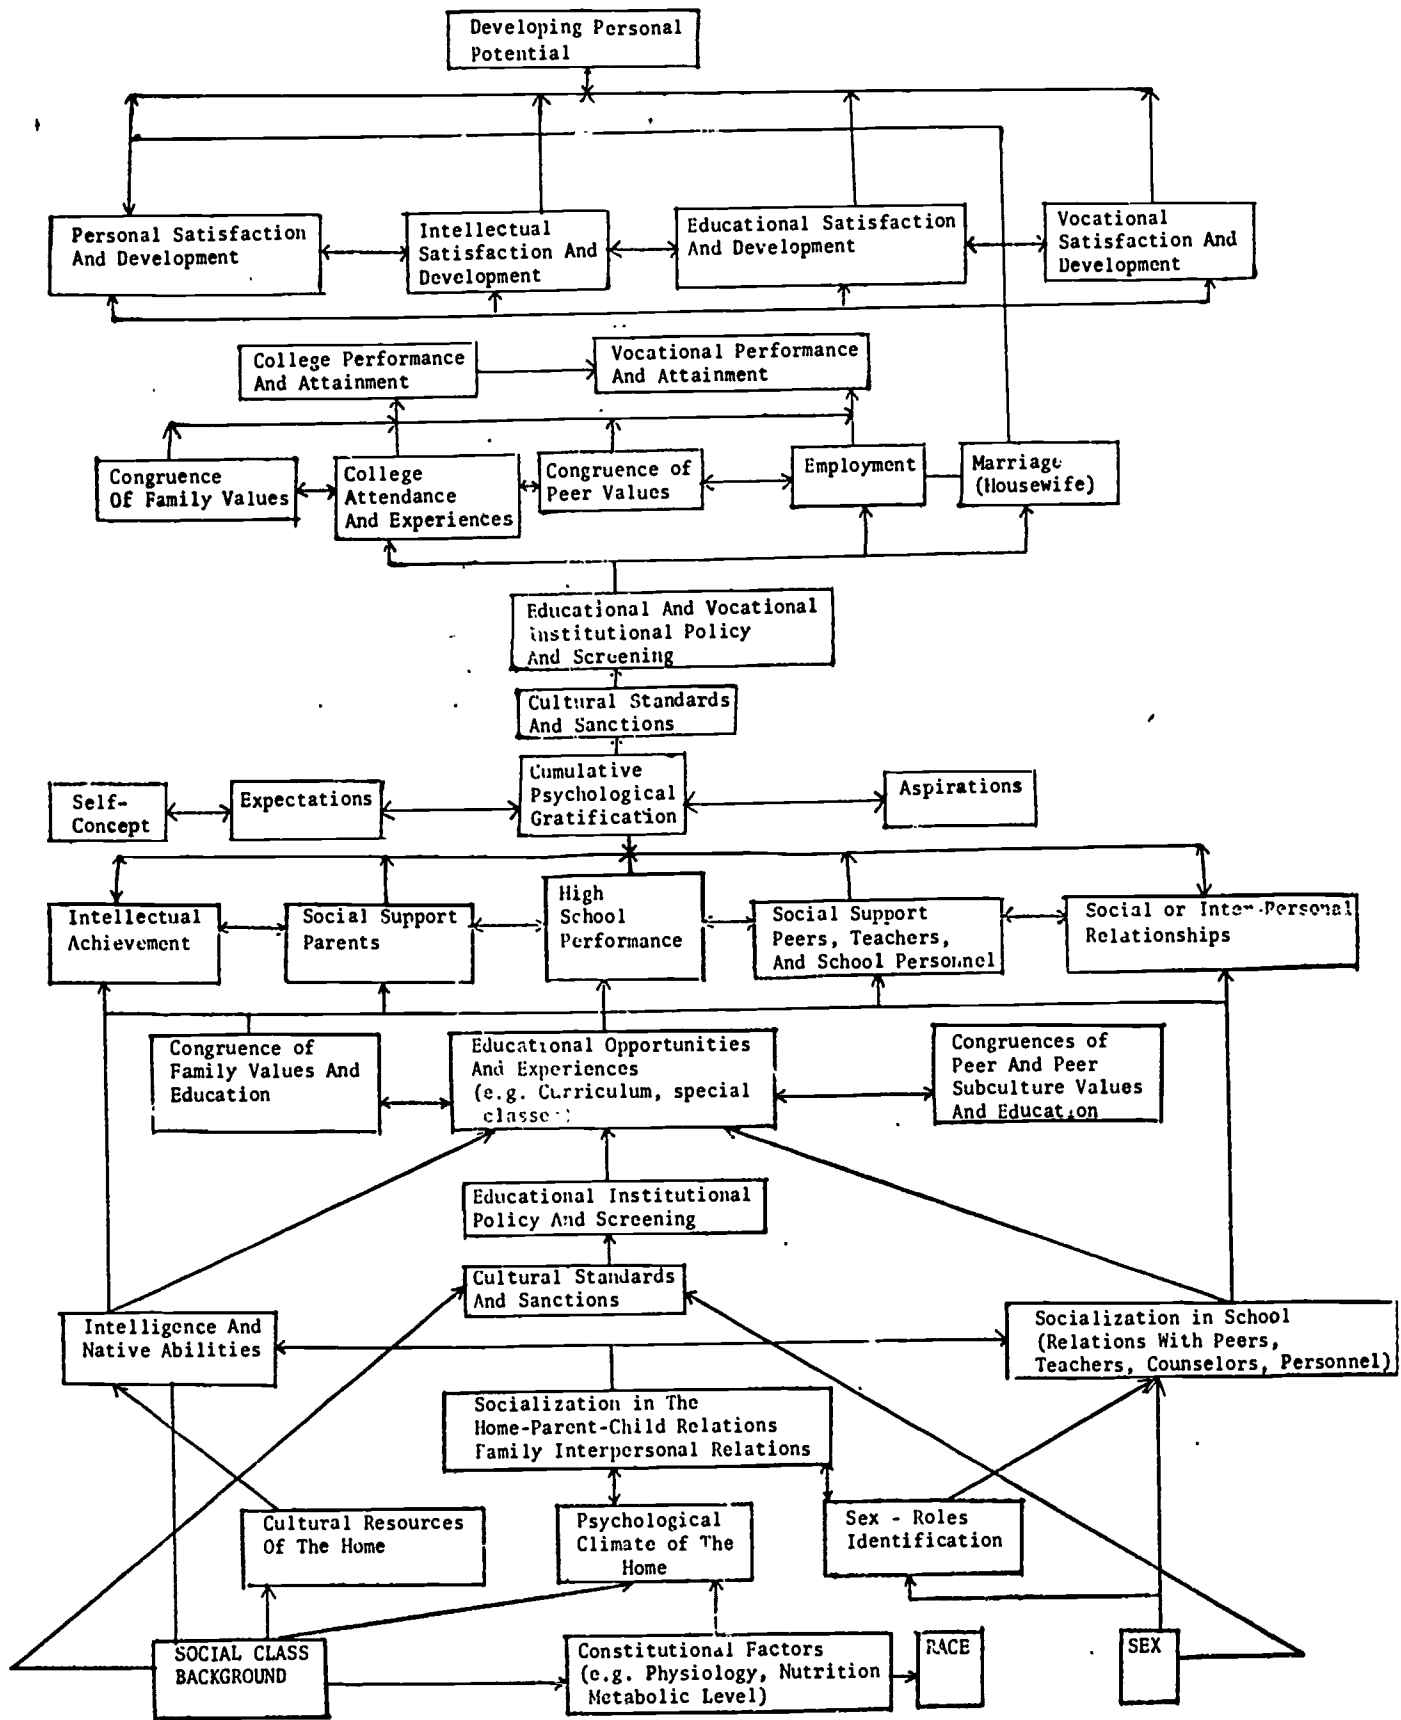 Developing Personal
Potential
Personal Satisfaction
And Development
Intellectual
Satisfaction And
Development
Educational Satisfaction
And Development
Vocational
Satisfaction And
Development
College Performance
And Attainment
Vocational Performance
And Attainment
Congruence
Of Family Values
College
Attendance
And Experiences
Congruence of
Peer Values
Employment
Marriage
(Housewife)
Educational And Vocational
Institutional Policy
And Screening
Cultural Standards
And Sanctions
Self-
Concept
Expectations
Cumulative
Psychological
Gratification
Aspirations
Intellectual
Achievement
Social Support
Parents
High
School
Performance
Social Support
Peers, Teachers,
And School Personnel
Social or Inter-Personal
Relationships
Congruence of
Family Values And
Education
Educational Opportunities
And Experiences
(e.g. Curriculum, special
classes)
Congruences of
Peer And Peer
Subculture Values
And Education
Educational Institutional
Policy And Screening
Cultural Standards
And Sanctions
Intelligence And
Native Abilities
Socialization in School
(Relations With Peers,
Teachers, Counselors, Personnel)
Socialization in The
Home-Parent-Child Relations
Family Interpersonal Relations
Cultural Resources
Of The Home
Psychological
Climate of The
Home
Sex - Roles
Identification
SOCIAL CLASS
BACKGROUND
Constitutional Factors
(e.g. Physiology, Nutrition
Metabolic Level)
RACE
SEX